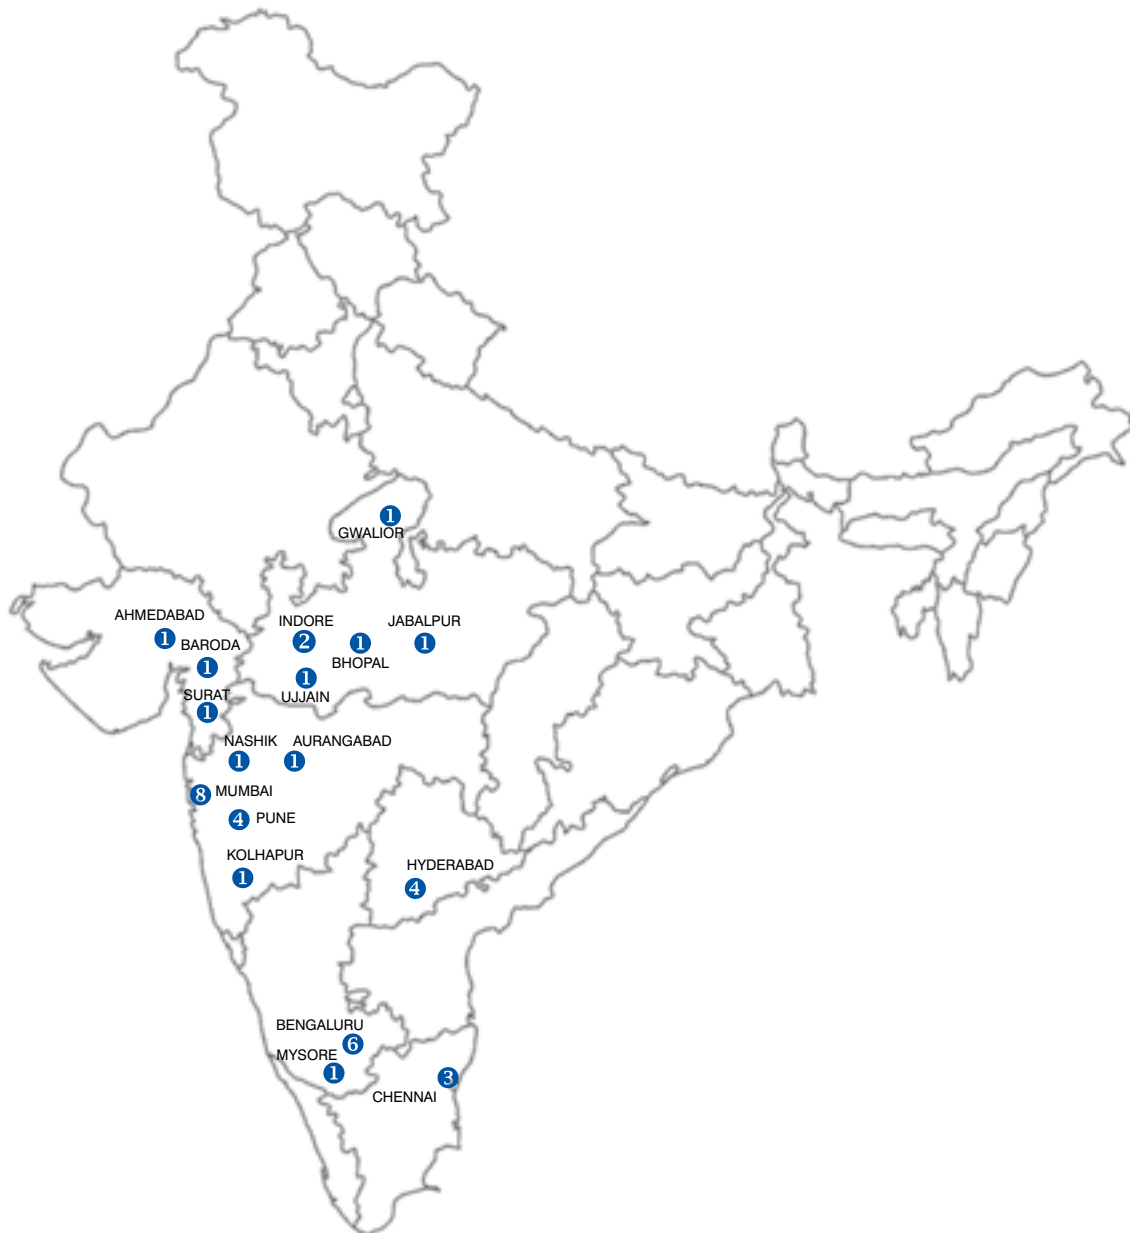 1
GWALIOR
AHMEDABAD
1
BARODA
1
SURAT
1
INDORE
2
1
BHOPAL
JABALPUR
1
1
UJJAIN
NASHIK
1
AURANGABAD
1
8 MUMBAI
4 PUNE
KOLHAPUR
1
HYDERABAD
4
BENGALURU
6
MYSORE
1
3
CHENNAI